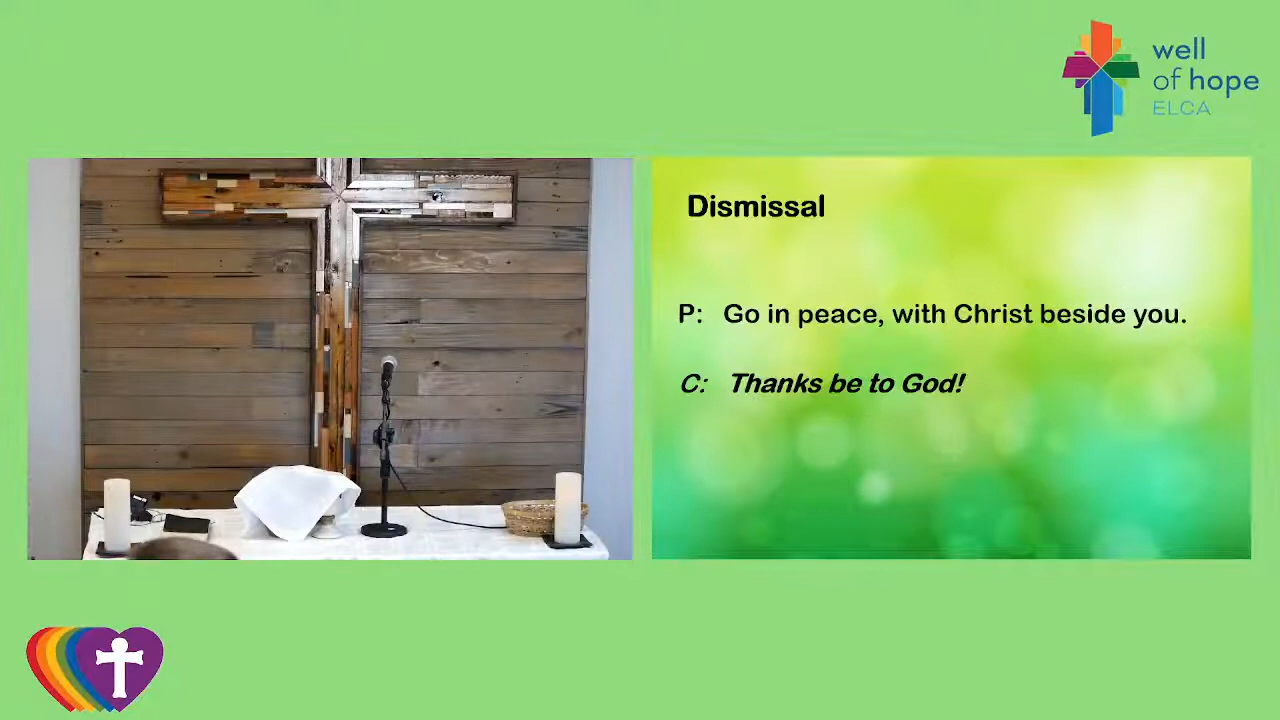 well
of hope
ELCA
Dismissal
P: Go in peace, with Christ beside you.
C: Thanks be to God!